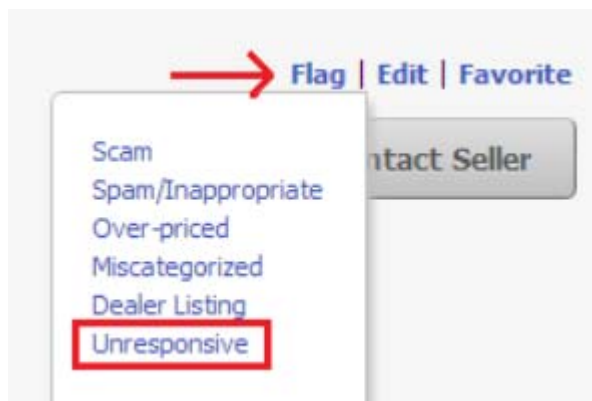 Flag | Edit | Favorite
ntact Seller
Scam
Spam/Inappropriate
Over-priced
Miscategorized
Dealer Listing
Unresponsive